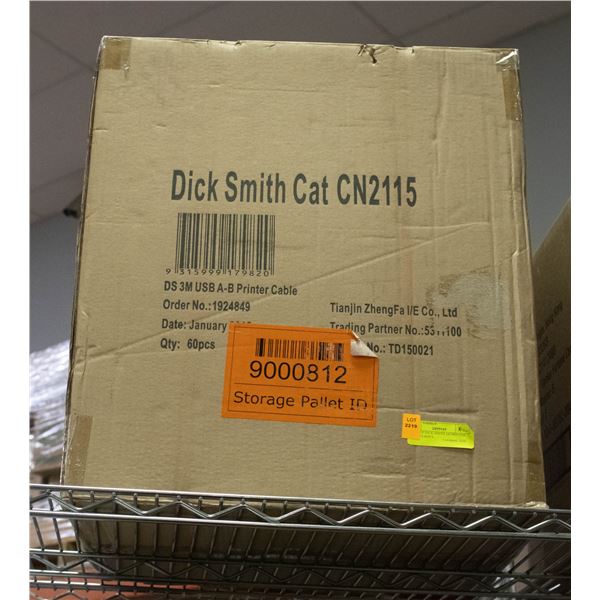 Dick Smith Cat CN2115
9 315999 179820
DS 3M USB A-B Printer Cable
Order No.:1924849
Tianjin ZhengFa I/E Co., Ltd
Date: January
Trading Partner No.:
Qty: 60pcs
No.: TD150021
9000812
Storage Pallet ID
LOT
2219